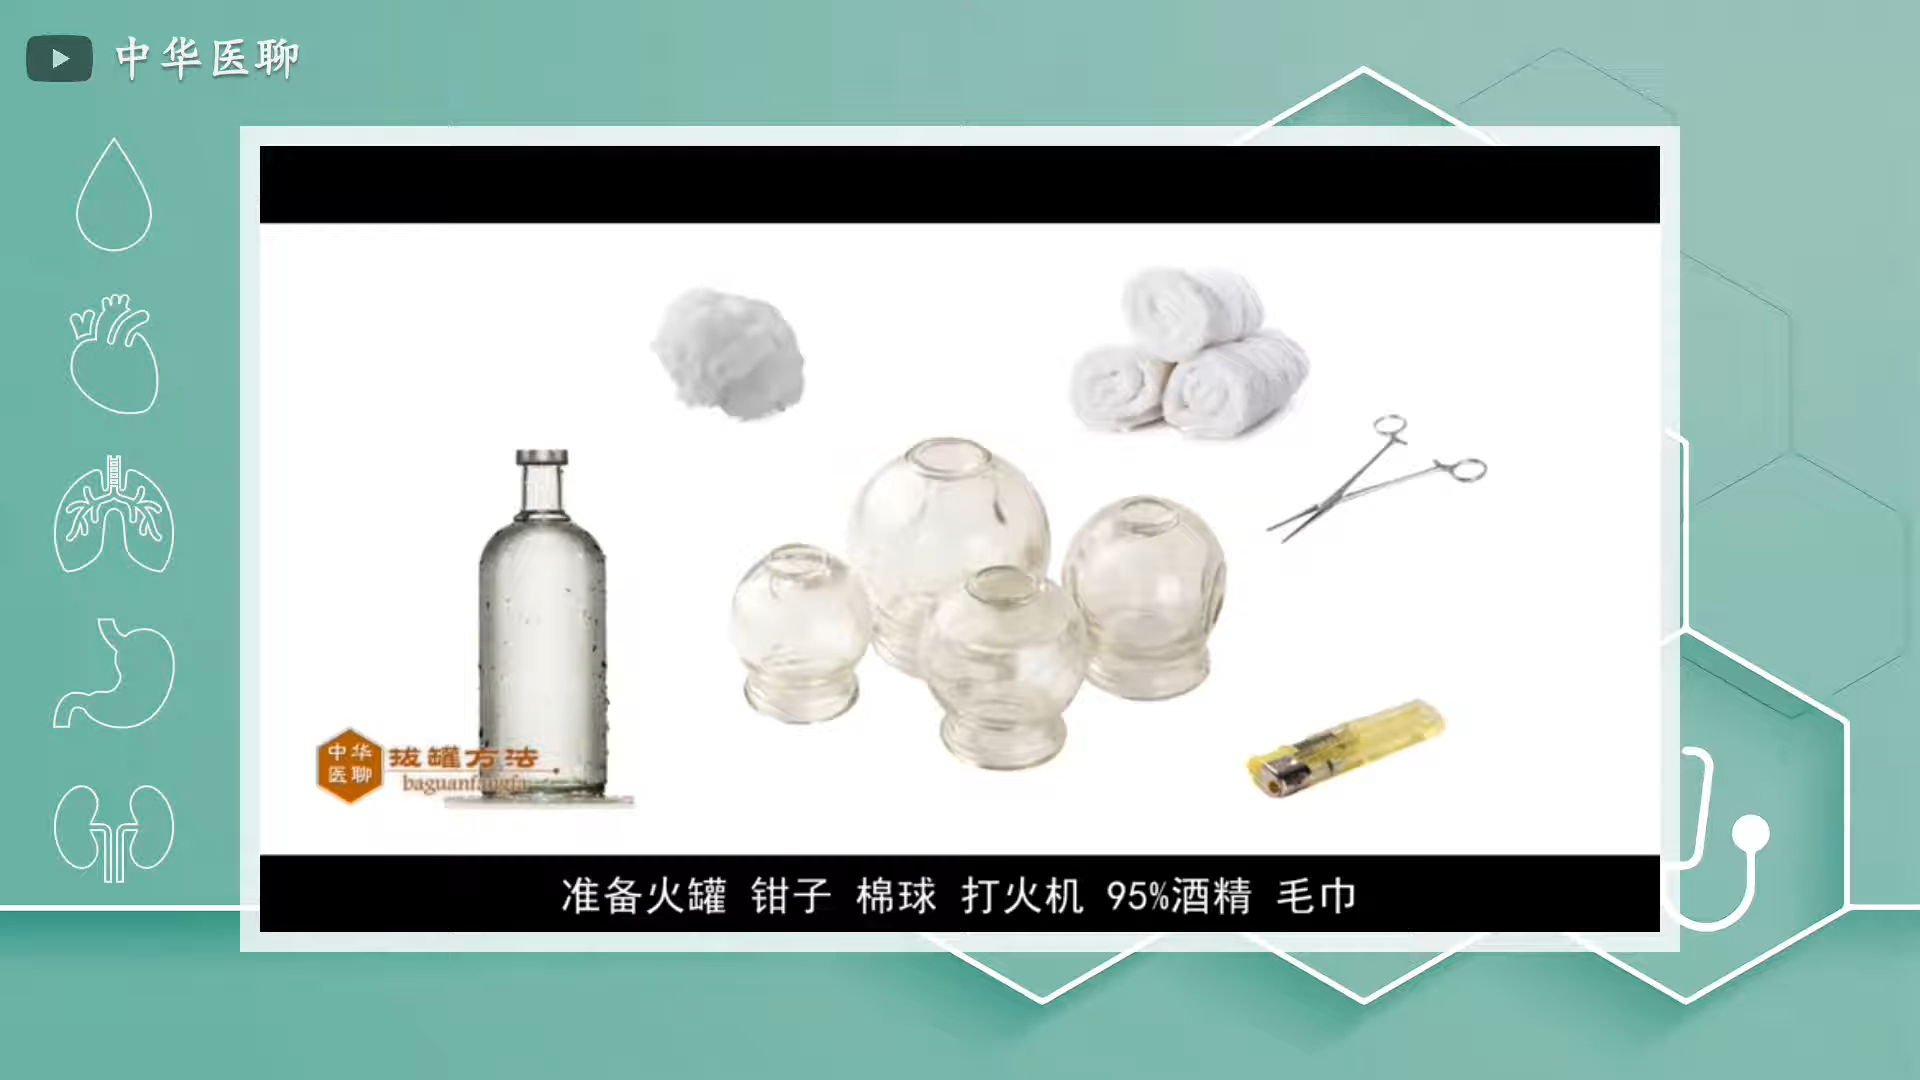 中华医聊
中华
医聊
拔罐方法
baguanfangfa
准备火罐 钳子 棉球 打火机 95%酒精 毛巾